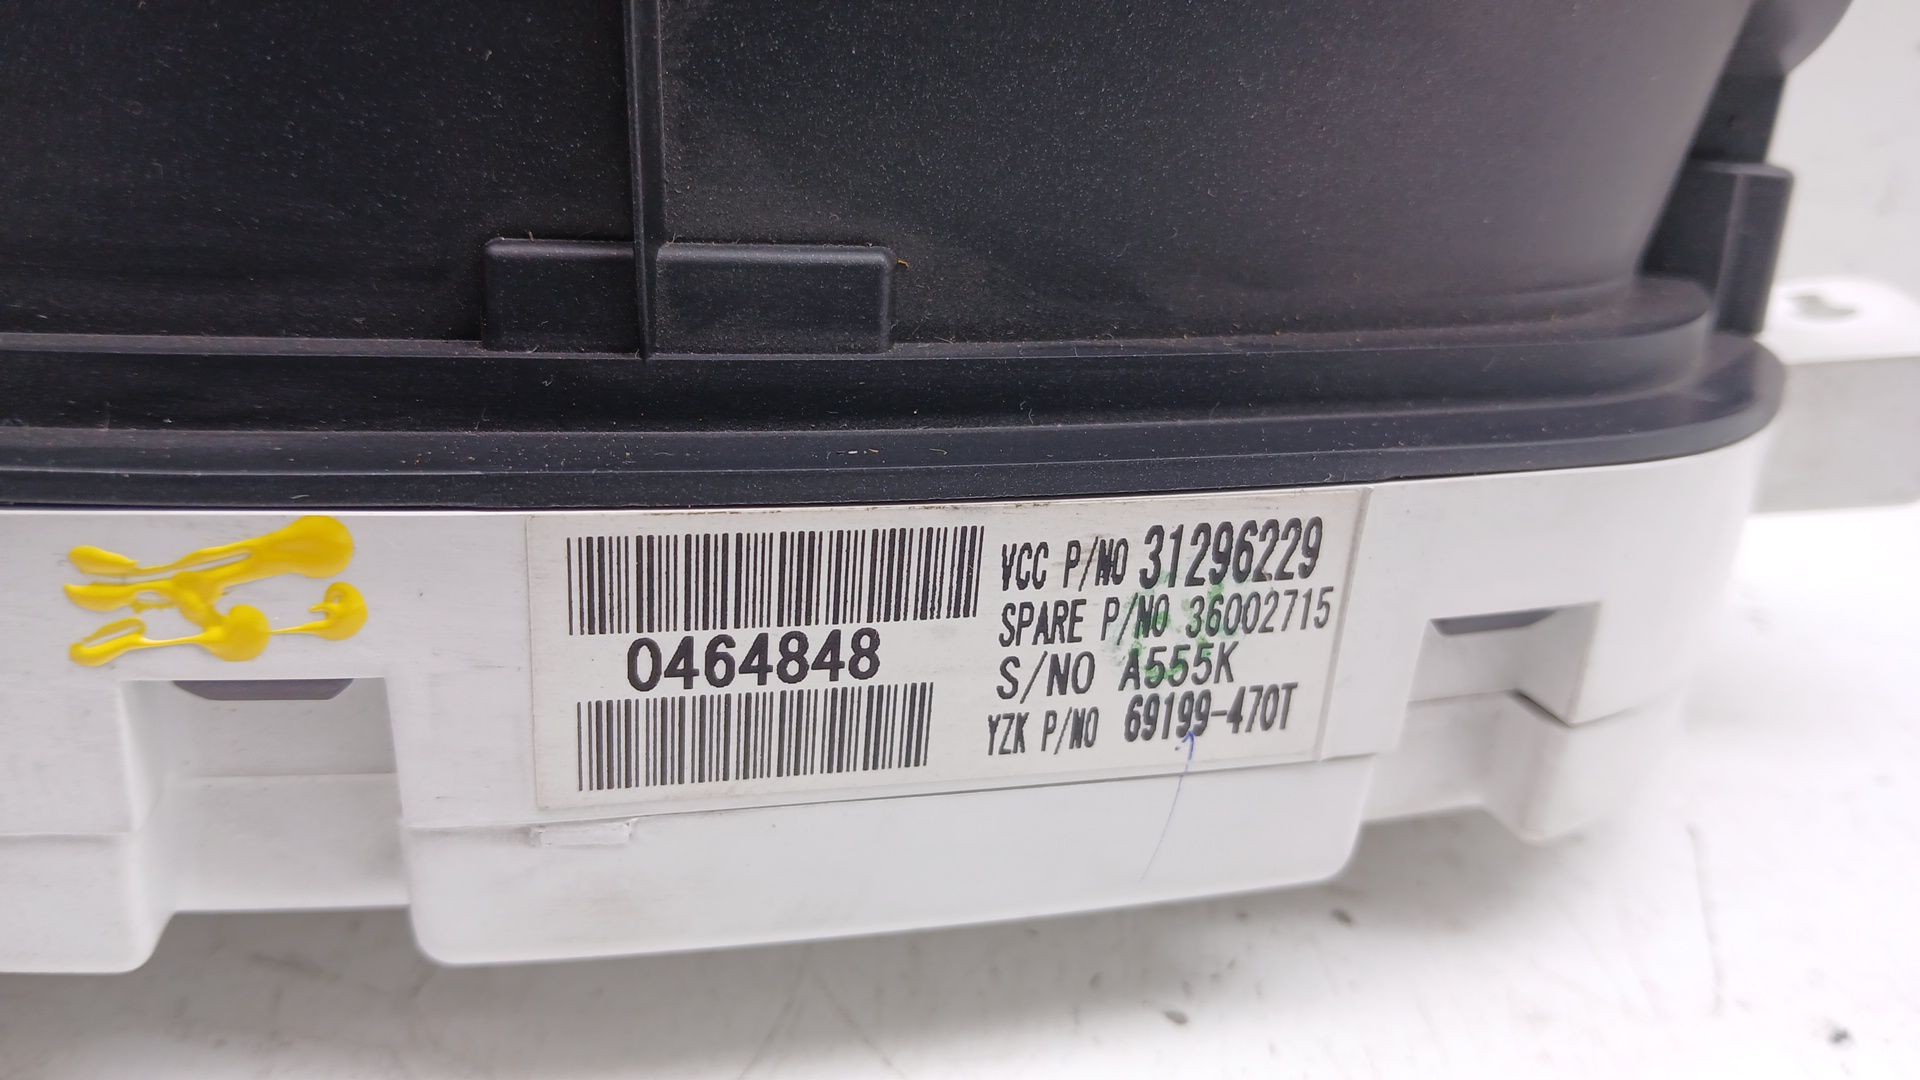 0464848
VCC P/NO 31296229
SPARE P/NO 36002715
S/NO A555K
YZK P/NO 69199-470T